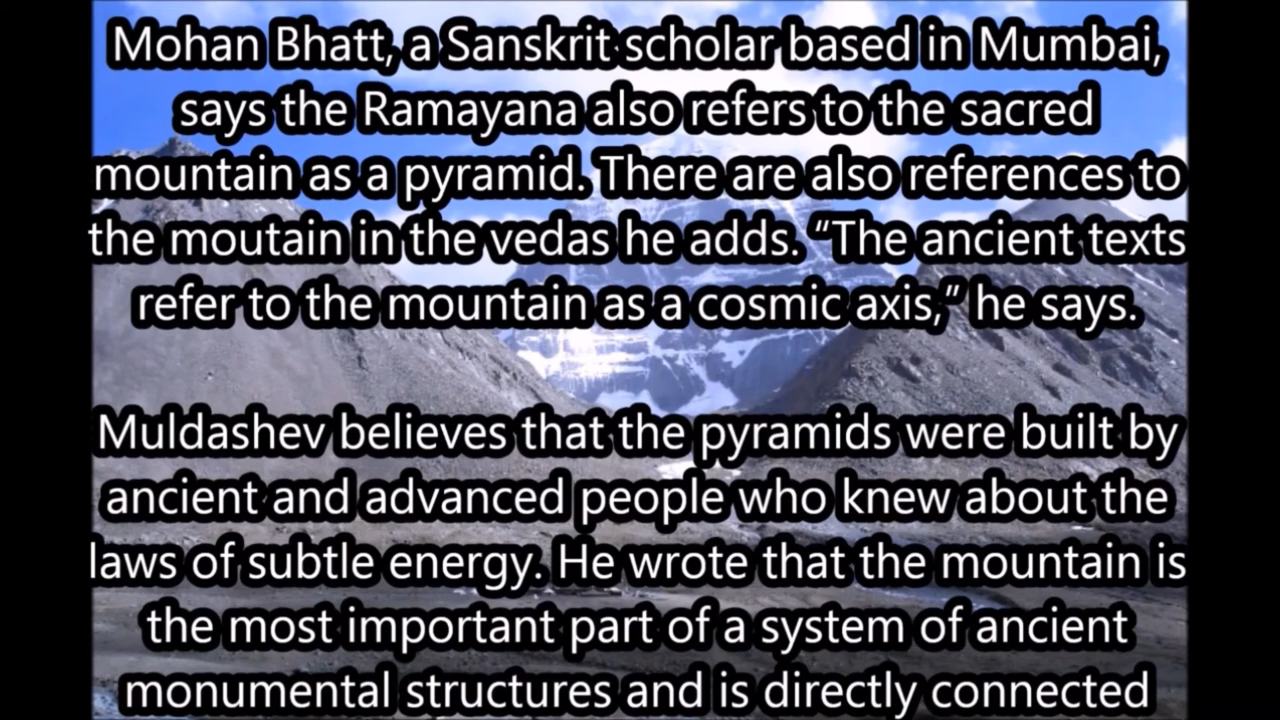 Mohan Bhatt, a Sanskrit scholar based in Mumbai,
says the Ramayana also refers to the sacred
mountain as a pyramid. There are also references to
the moutain in the vedas he adds. “The ancient texts
refer to the mountain as a cosmic axis,” he says.
Muldashev believes that the pyramids were built by
ancient and advanced people who knew about the
laws of subtle energy. He wrote that the mountain is
the most important part of a system of ancient
monumental structures and is directly connected